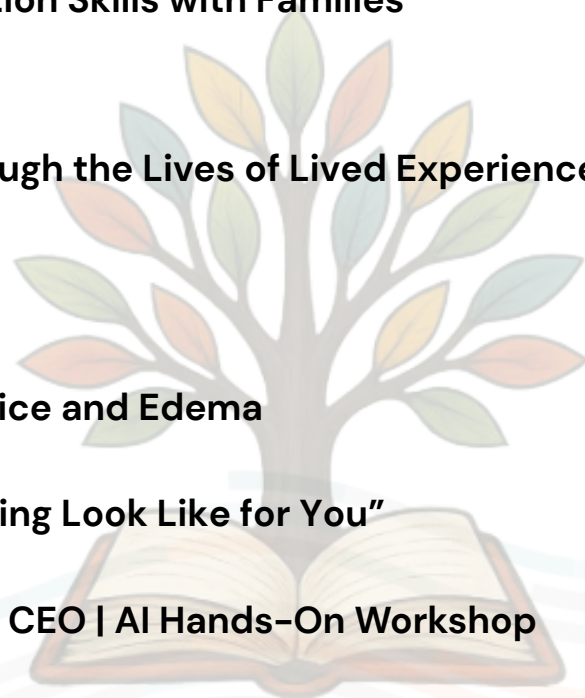 tion Skills with Families
ugh the Lives of Lived Experience
ice and Edema
ing Look Like for You”
CEO | AI Hands-On Workshop